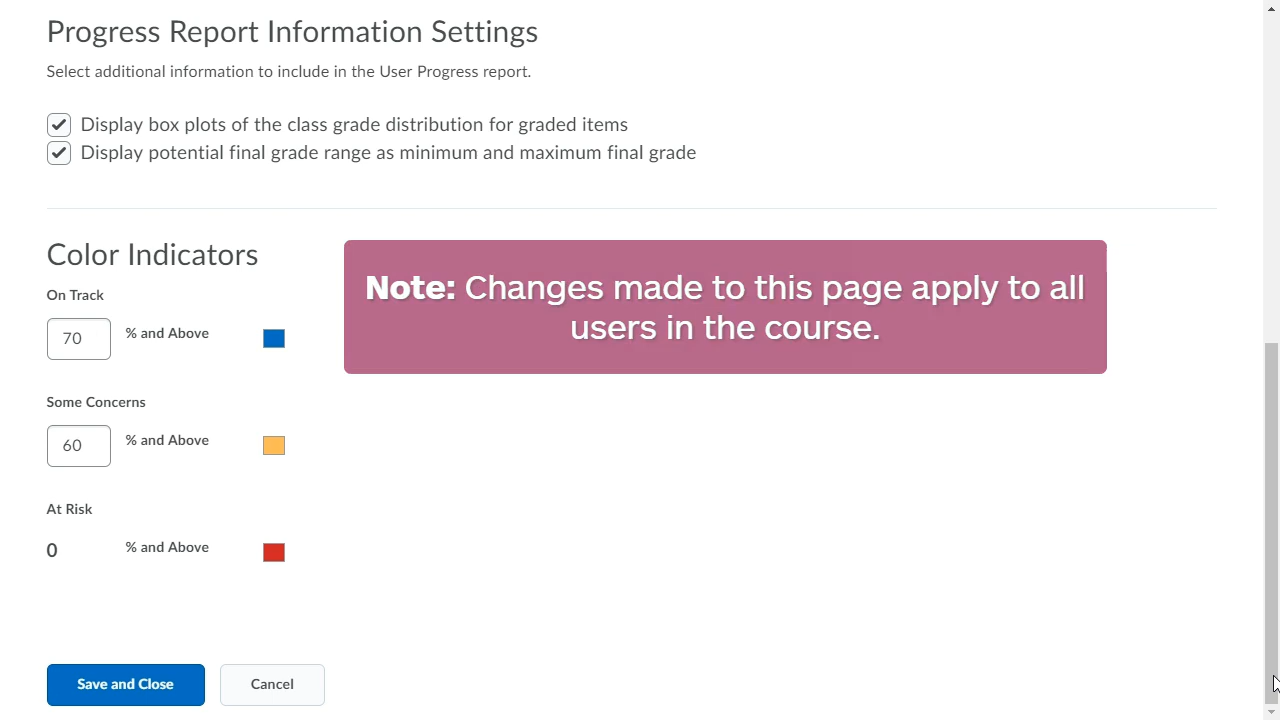 Progress Report Information Settings
Select additional information to include in the User Progress report.
Display box plots of the class grade distribution for graded items
Display potential final grade range as minimum and maximum final grade
Color Indicators
Note: Changes made to this page apply to all
users in the course.
On Track
70 % and Above
Some Concerns
60 % and Above
At Risk
0 % and Above
Save and Close Cancel